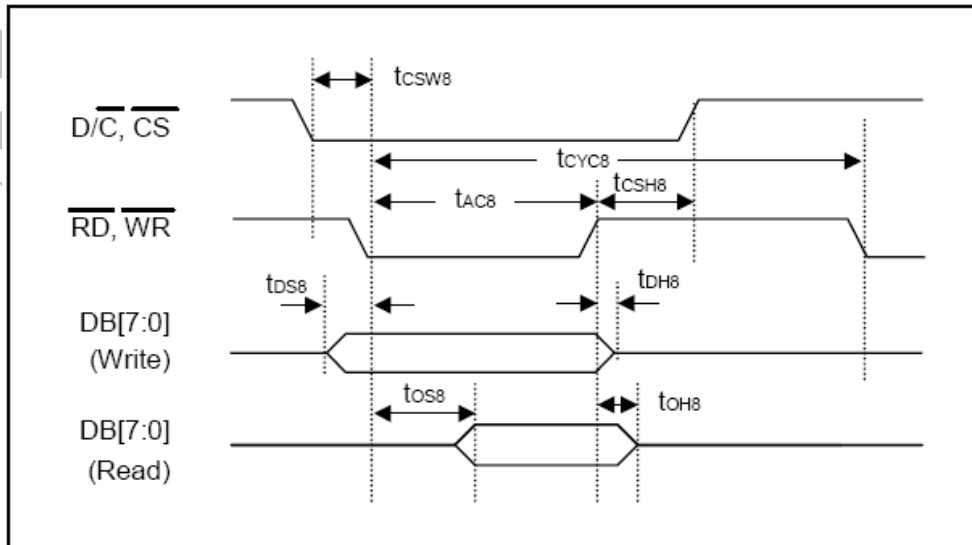 tCSW8
D/C, CS
tCYC8
tCSH8
tAC8
RD, WR
tDS8
tDH8
DB[7:0]
(Write)
tOS8
tOH8
DB[7:0]
(Read)